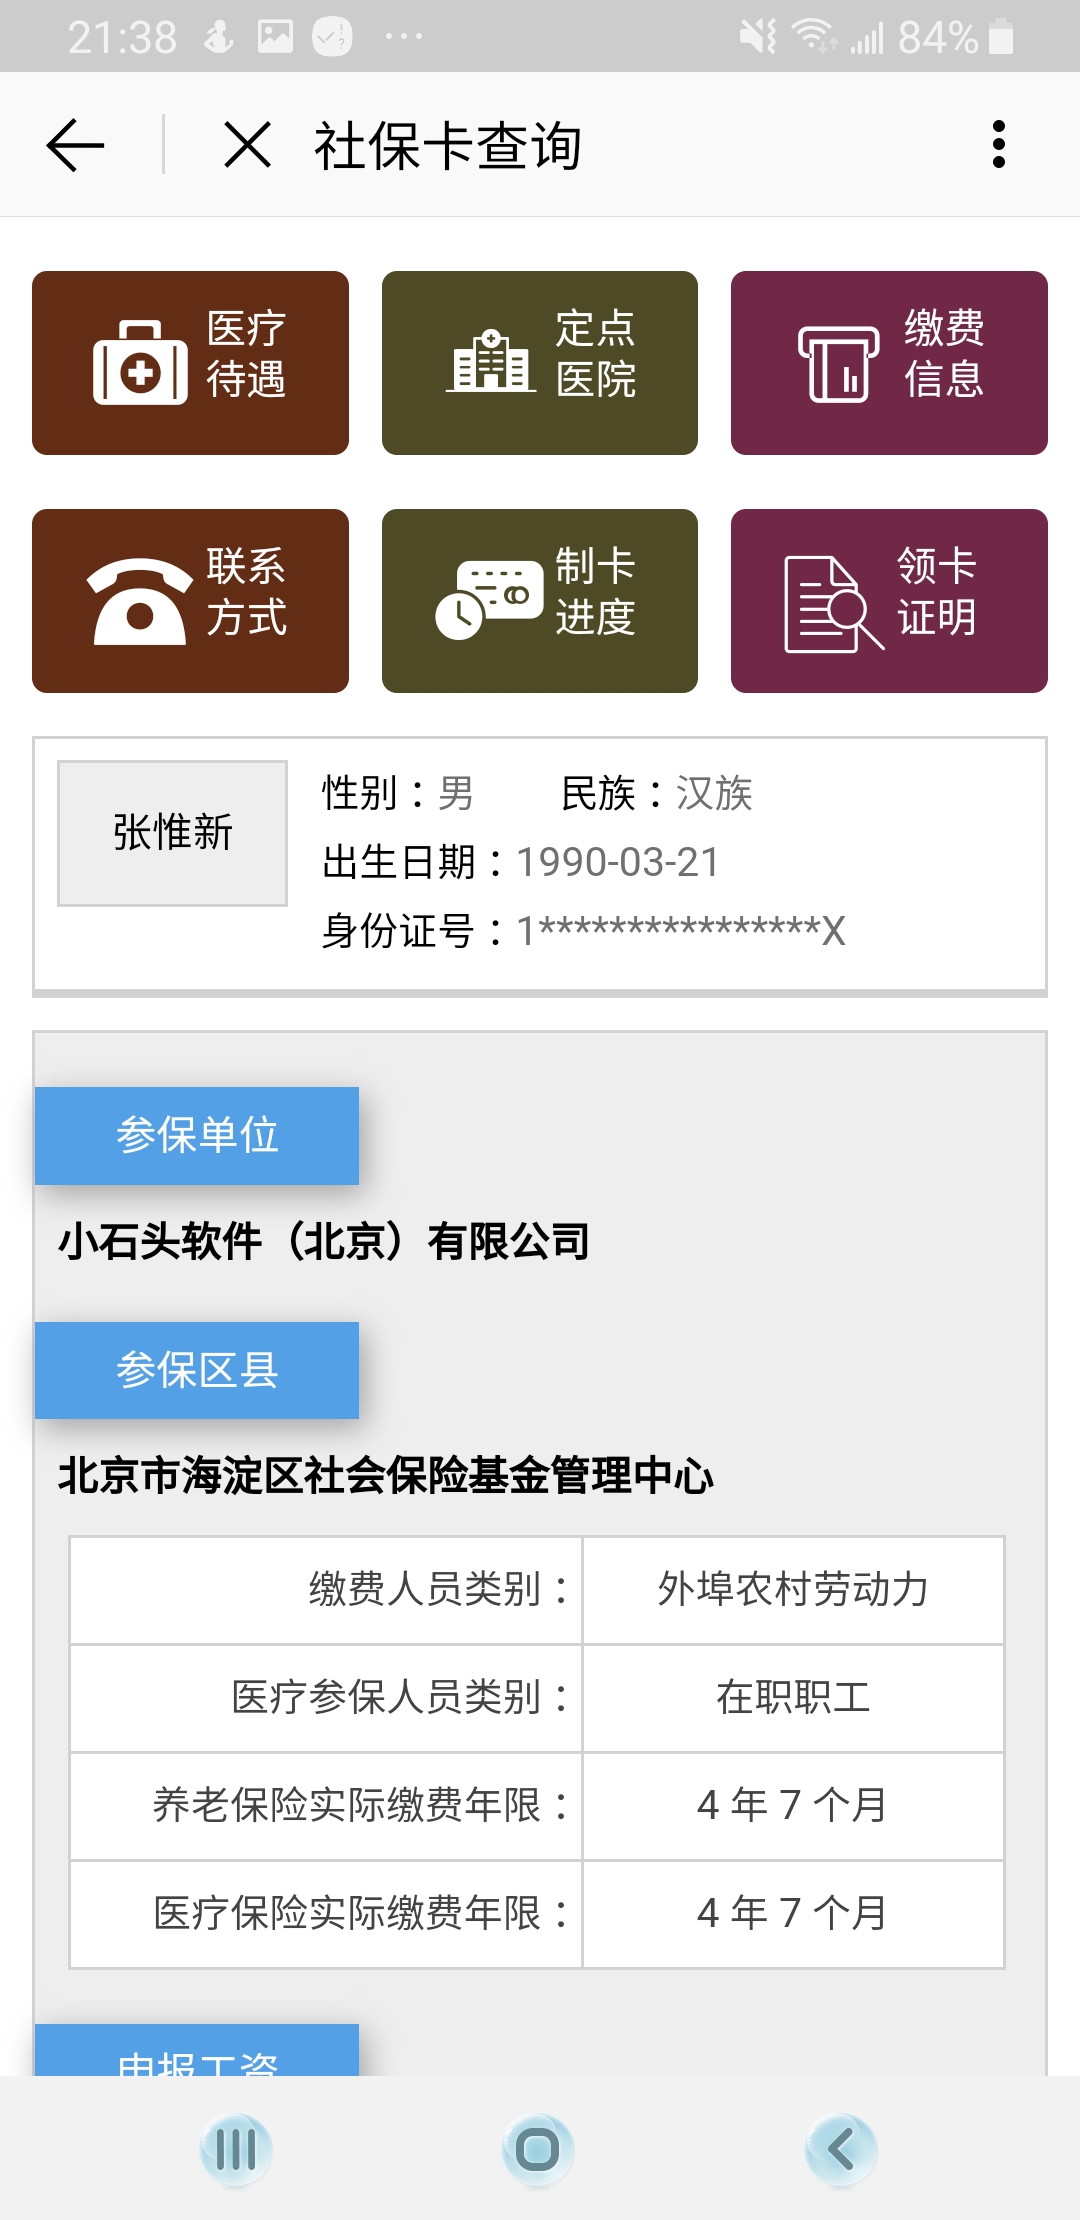 21:38
84%
社保卡查询
医疗
待遇
定点
医院
缴费
信息
联系
方式
制卡
进度
领卡
证明
张惟新
性别：男 民族：汉族
出生日期：1990-03-21
身份证号：1****************X
参保单位
小石头软件（北京）有限公司
参保区县
北京市海淀区社会保险基金管理中心
缴费人员类别： 外埠农村劳动力
医疗参保人员类别： 在职职工
养老保险实际缴费年限： 4 年 7 个月
医疗保险实际缴费年限： 4 年 7 个月
申报工资